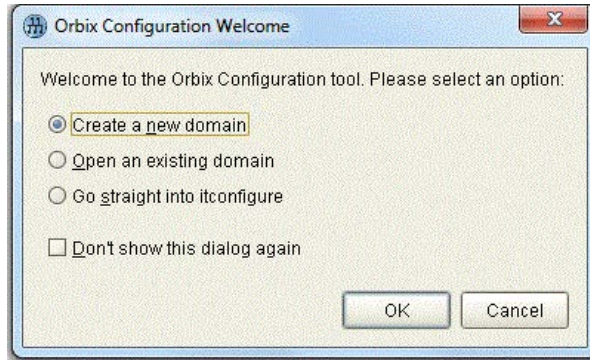 Orbix Configuration Welcome
Welcome to the Orbix Configuration tool. Please select an option:
Create a new domain
Open an existing domain
Go straight into itconfigure
Don't show this dialog again
OK Cancel